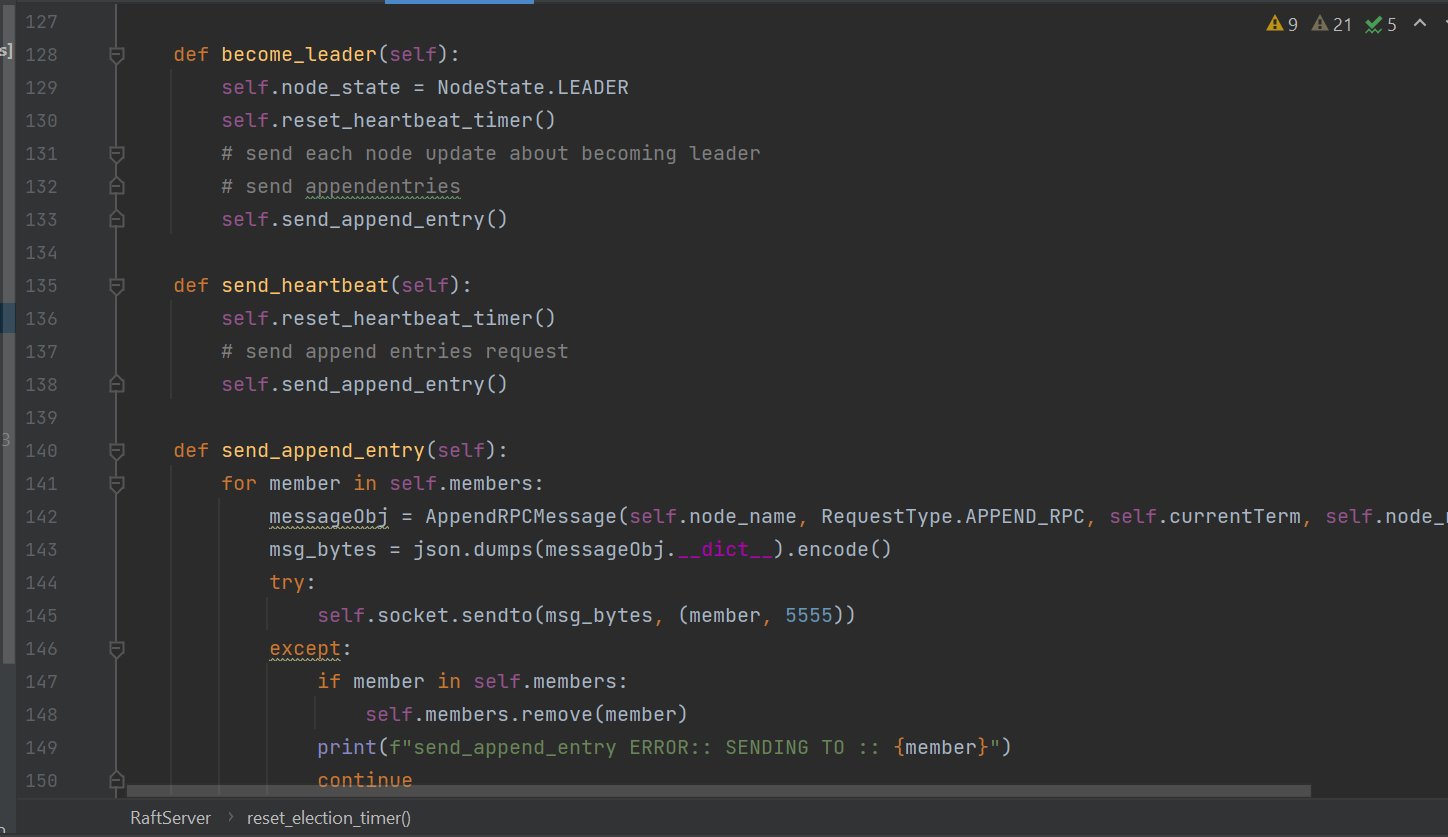 127
9 21 5
s] 128 def become_leader(self):
129 self.node_state = NodeState.LEADER
130 self.reset_heartbeat_timer()
131 # send each node update about becoming leader
132 # send appendentries
133 self.send_append_entry()
134
135 def send_heartbeat(self):
136 self.reset_heartbeat_timer()
137 # send append entries request
138 self.send_append_entry()
139
3
140 def send_append_entry(self):
141 for member in self.members:
142 messageObj = AppendRPCMessage(self.node_name, RequestType.APPEND_RPC, self.currentTerm, self.node_
143 msg_bytes = json.dumps(messageObj.__dict__).encode()
144 try:
145 self.socket.sendto(msg_bytes, (member, 5555))
146 except:
147 if member in self.members:
148 self.members.remove(member)
149 print(f"send_append_entry ERROR:: SENDING TO :: {member}")
150 continue
RaftServer › reset_election_timer()